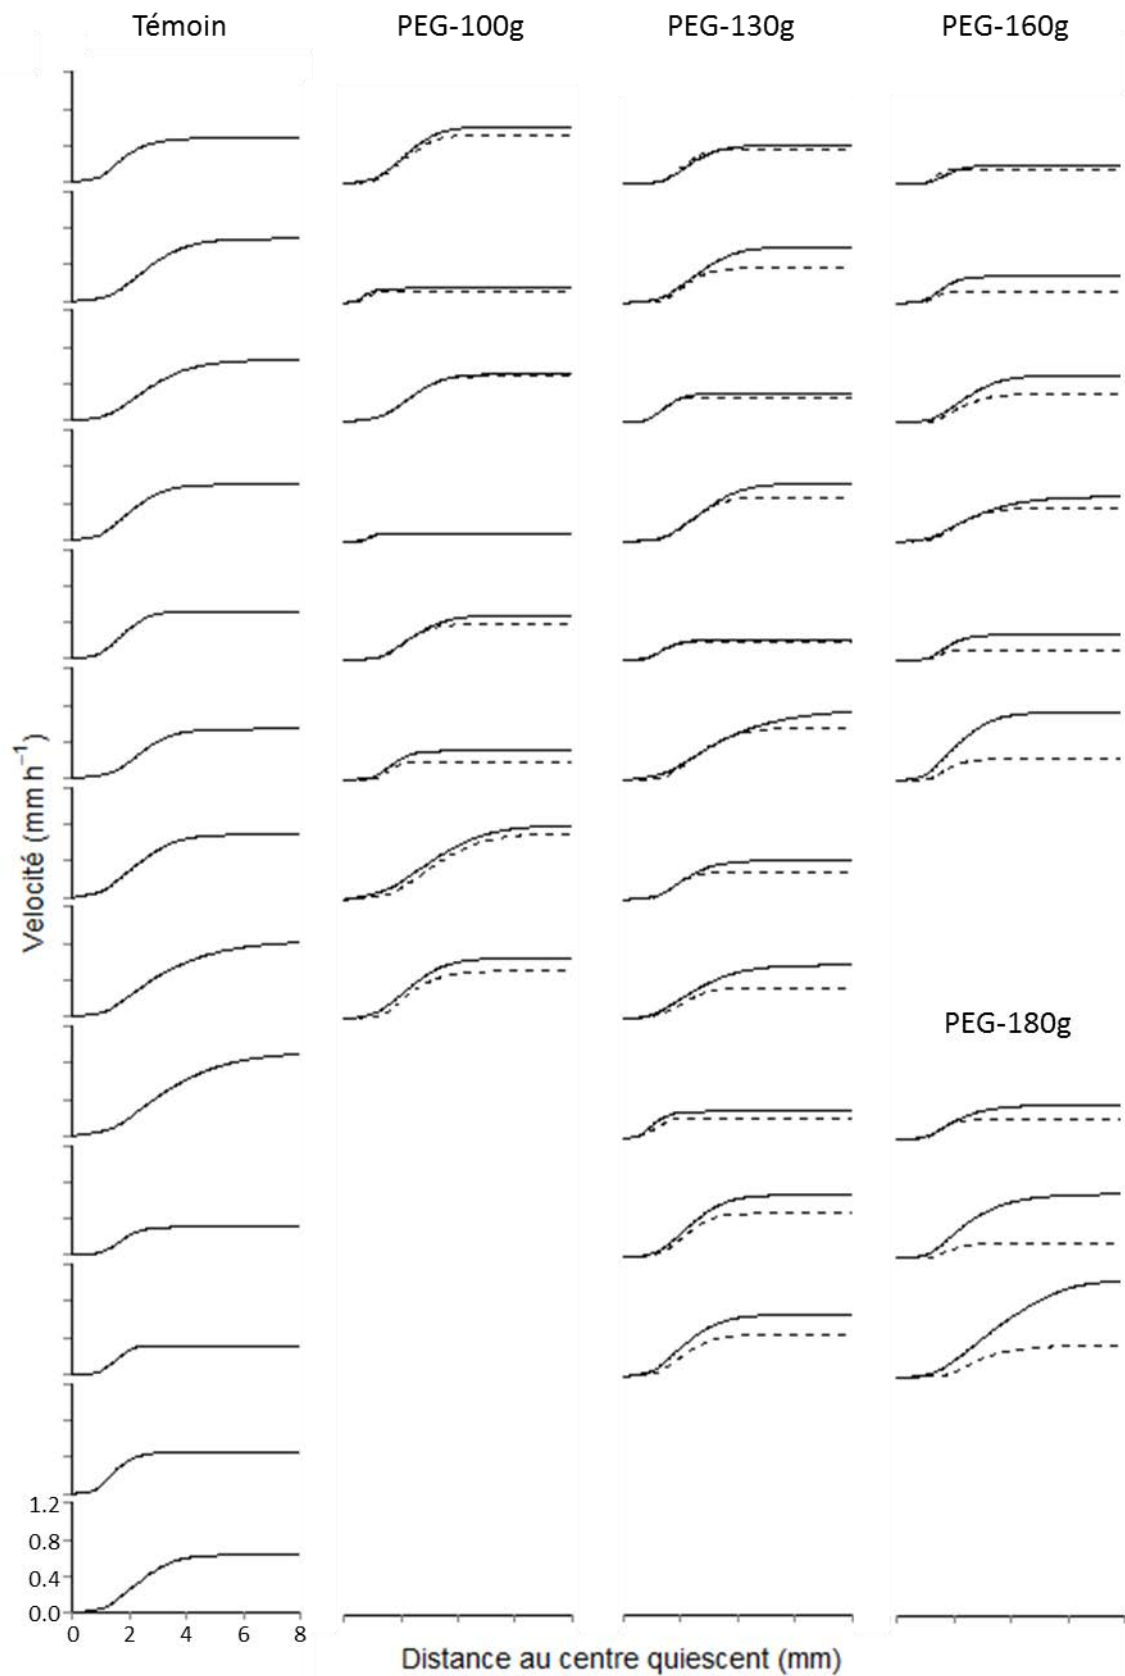 Témoin PEG-100g PEG-130g PEG-160g
Velocité (mm h⁻¹)
PEG-180g
1.2
0.8
0.4
0.0
0 2 4 6 8
Distance au centre quiescent (mm)